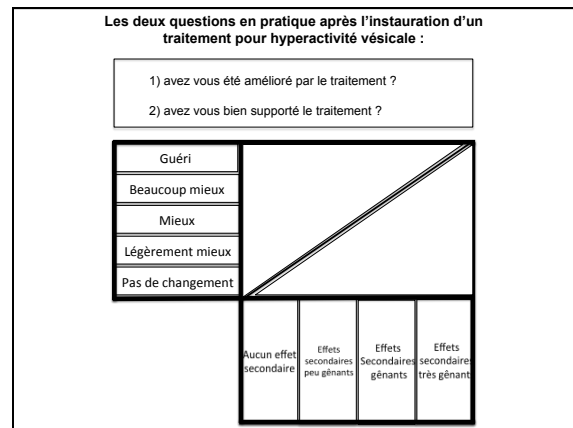 Les deux questions en pratique après l'instauration d'un
traitement pour hyperactivité vésicale :
1) avez vous été amélioré par le traitement ?
2) avez vous bien supporté le traitement ?
Guéri
Beaucoup mieux
Mieux
Légèrement mieux
Pas de changement
Aucun effet
secondaire
Effets
secondaires
peu gênants
Effets
Secondaires
gênants
Effets
secondaires
très gênant